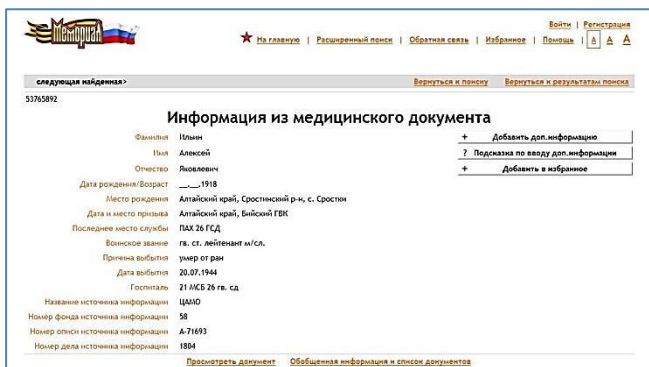 Мемориал
Войти | Регистрация
На главную | Расширенный поиск | Обратная связь | Избранное | Помощь | А А А
следующая найденная> Вернуться к поиску Вернуться к результатам поиска
53765892
Информация из медицинского документа
Фамилия Ильин
+ Добавить доп.информацию
Имя Алексей
? Подсказка по вводу доп.информации
Отчество Яковлевич
+ Добавить в избранное
Дата рождения/Возраст __.__.1918
Место рождения Алтайский край, Сростинский р-н, с. Сростки
Дата и место призыва Алтайский край, Бийский ГВК
Последнее место службы ПАХ 26 ГСД
Воинское звание гв. ст. лейтенант м/сл.
Причина выбытия умер от ран
Дата выбытия 20.07.1944
Госпиталь 21 МСБ 26 гв. сд
Название источника информации ЦАМО
Номер фонда источника информации 58
Номер описи источника информации А-71693
Номер дела источника информации 1804
Просмотреть документ Обобщенная информация и список документов